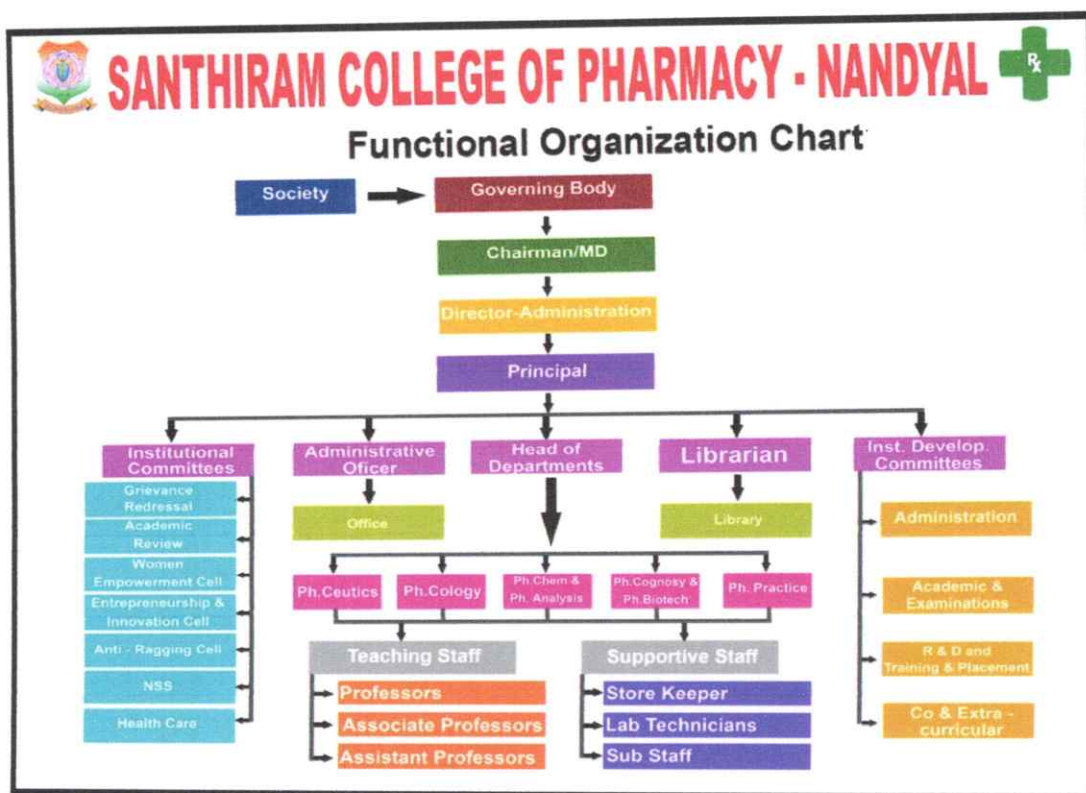 SANTHIRAM COLLEGE OF PHARMACY - NANDYAL
Rx
Functional Organization Chart
Society
Governing Body
Chairman/MD
Director-Administration
Principal
Institutional
Committees
Administrative
Oficer
Head of
Departments
Librarian
Inst. Develop.
Committees
Grievance
Redressal
Academic
Review
Women
Empowerment Cell
Entrepreneurship &
Innovation Cell
Anti - Ragging Cell
NSS
Health Care
Office
Library
Ph.Ceutics
Ph.Cology
Ph.Chem &
Ph. Analysis
Ph.Cognosy &
Ph.Biotech
Ph. Practice
Teaching Staff
Professors
Associate Professors
Assistant Professors
Supportive Staff
Store Keeper
Lab Technicians
Sub Staff
Administration
Academic &
Examinations
R & D and
Training & Placement
Co & Extra -
curricular